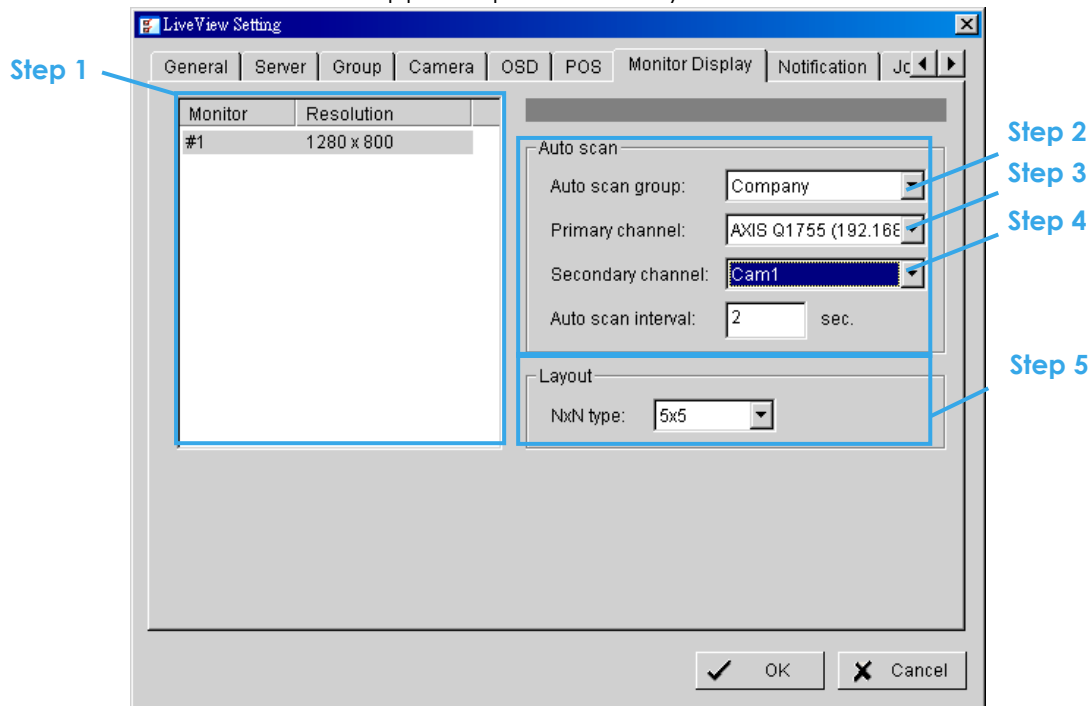 LiveView Setting
General Server Group Camera OSD POS Monitor Display Notification
Step 1
Monitor Resolution
#1 1280 x 800
Auto scan
Step 2
Auto scan group: Company
Step 3
Primary channel: AXIS Q1755 (192.168
Step 4
Secondary channel: Cam1
Auto scan interval: 2 sec.
Step 5
Layout
NxN type: 5x5
OK Cancel